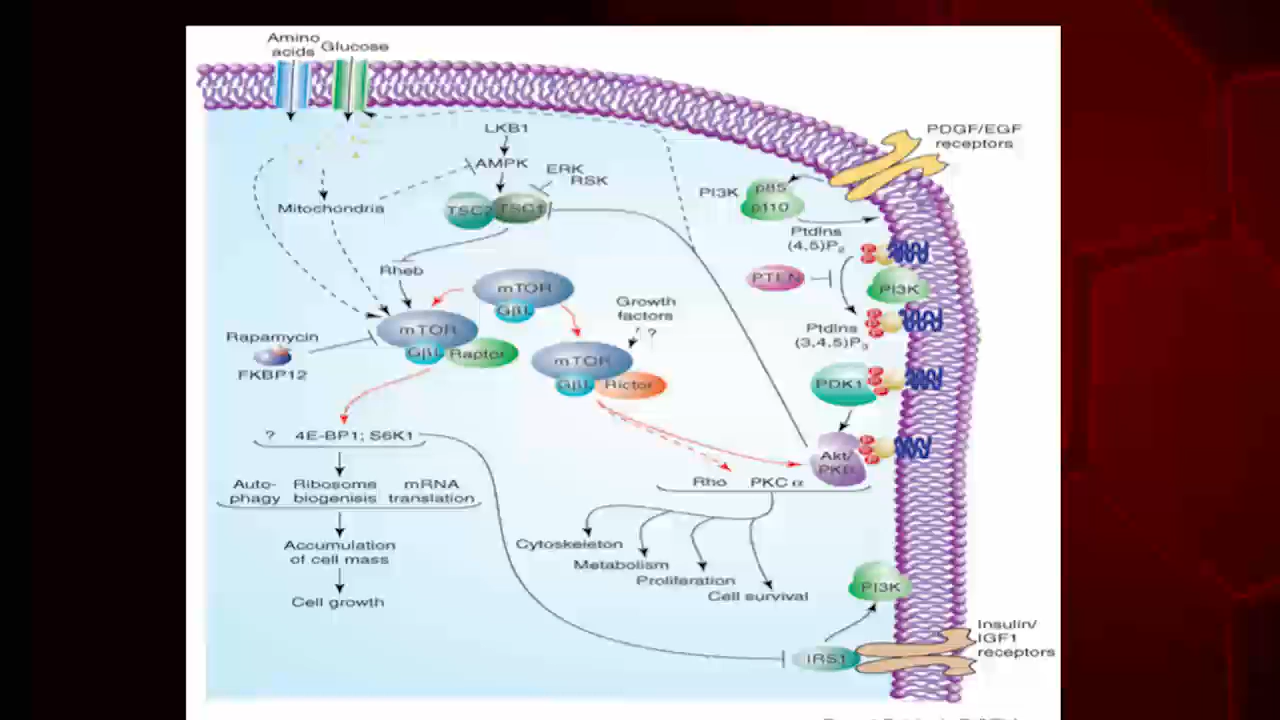 Amino
acids
Glucose
LKB1
AMPK
ERK
RSK
Mitochondria
TSC2
TSC1
PDGF/EGF
receptors
PI3K
p85
p110
PtdIns
(4,5)P₂
PTEN
PI3K
PtdIns
(3,4,5)P₃
Rheb
mTOR
GβL
Growth
factors
?
Rapamycin
FKBP12
mTOR
GβL
Raptor
mTOR
GβL
Rictor
PDK1
Akt/
PKB
? 4E-BP1; S6K1
Auto-
phagy
Ribosome
biogenisis
mRNA
translation
Rho PKC α
Accumulation
of cell mass
Cell growth
Cytoskeleton
Metabolism
Proliferation
Cell survival
PI3K
IRS1
Insulin/
IGF1
receptors